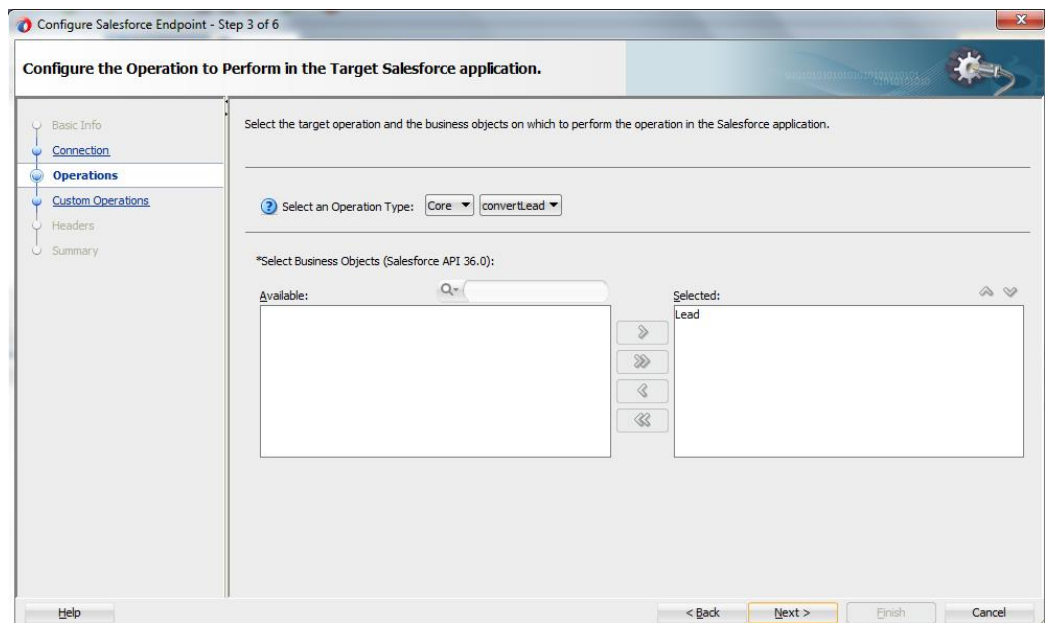 Configure Salesforce Endpoint - Step 3 of 6
Configure the Operation to Perform in the Target Salesforce application.
Basic Info
Connection
Operations
Custom Operations
Headers
Summary
Select the target operation and the business objects on which to perform the operation in the Salesforce application.
Select an Operation Type: Core convertLead
*Select Business Objects (Salesforce API 36.0):
Available:
Selected:
Lead
Help
< Back
Next >
Finish
Cancel